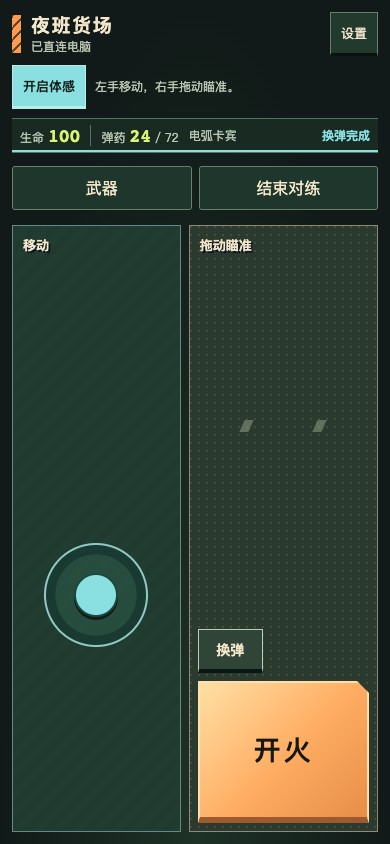 夜班货场
已直连电脑
设置
开启体感
左手移动，右手拖动瞄准。
生命 100 弹药 24 / 72 电弧卡宾 换弹完成
武器
结束对练
移动
拖动瞄准
换弹
开火